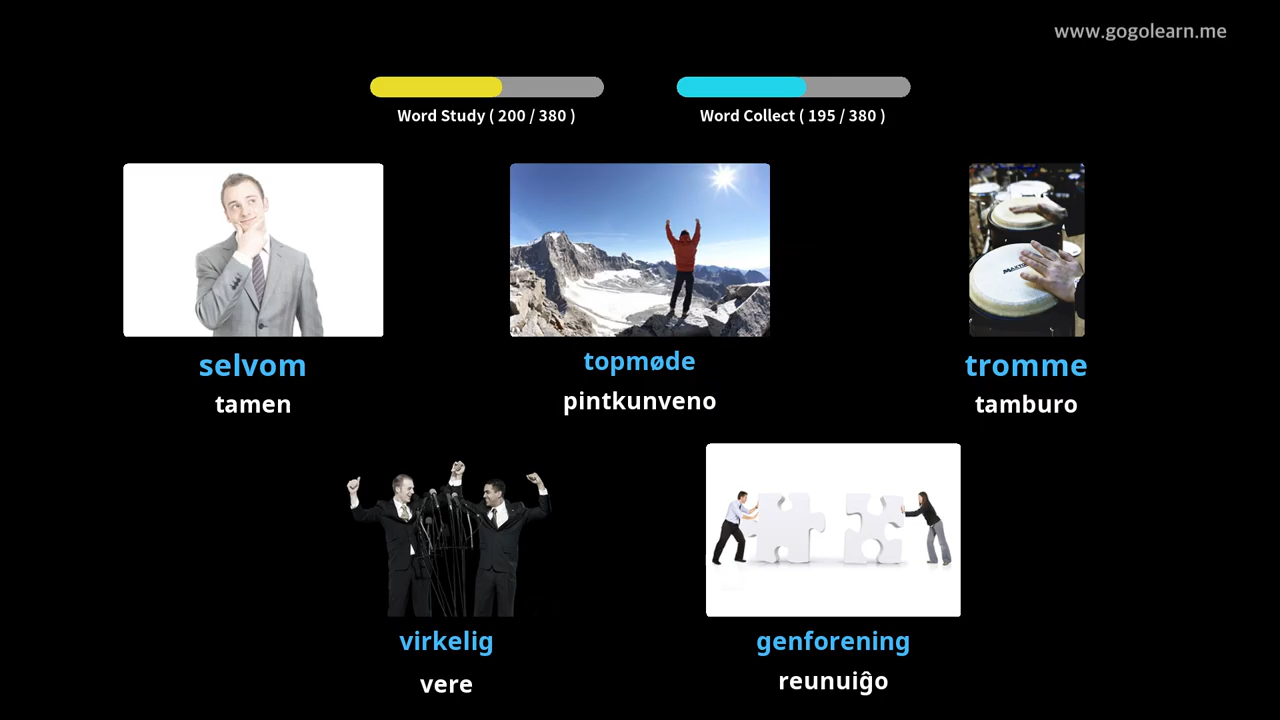 www.gogolearn.me
Word Study ( 200 / 380 )
Word Collect ( 195 / 380 )
selvom
tamen
topmøde
pintkunveno
tromme
tamburo
virkelig
vere
genforening
reunuiĝo